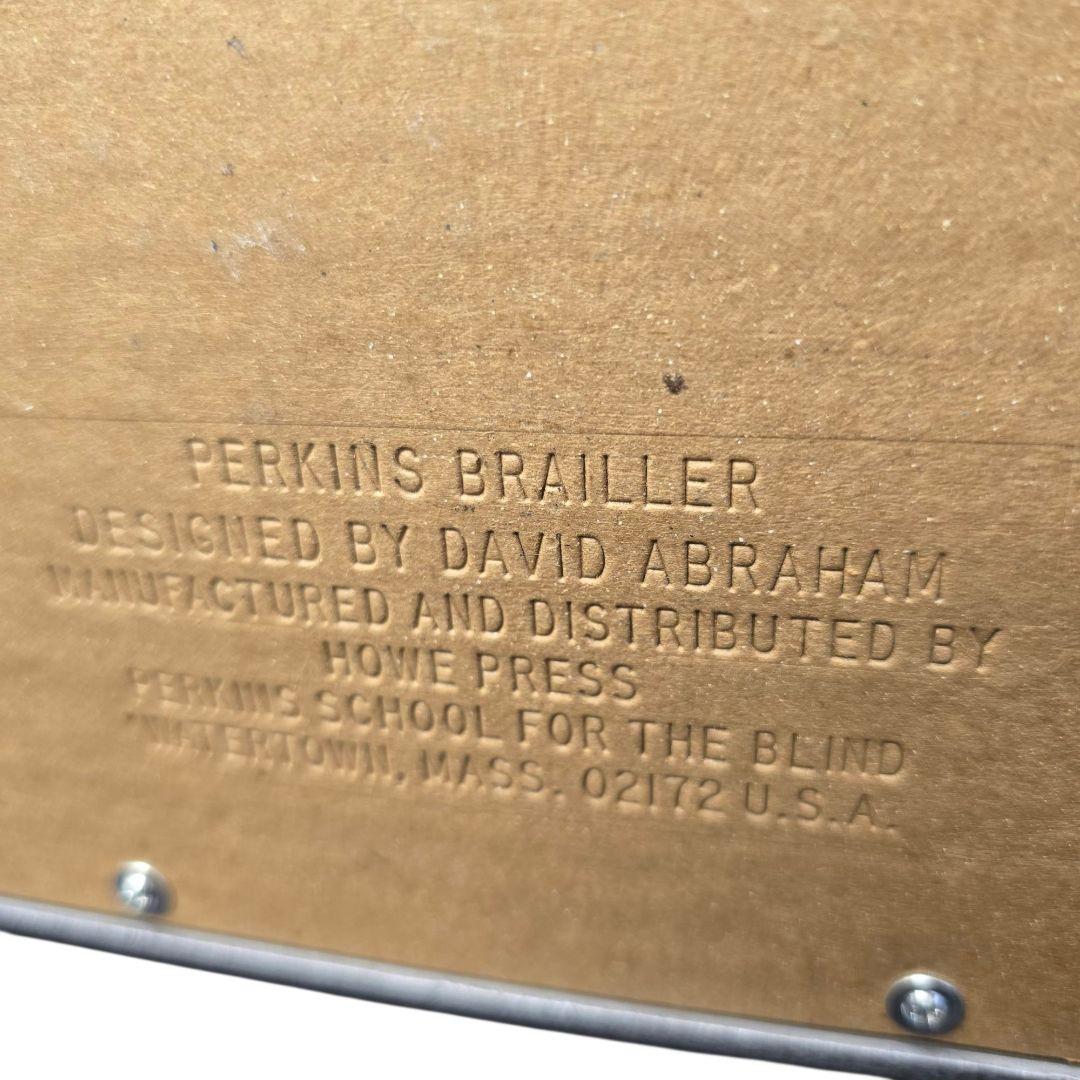 PERKINS BRAILLER
DESIGNED BY DAVID ABRAHAM
MANUFACTURED AND DISTRIBUTED BY
HOWE PRESS
PERKINS SCHOOL FOR THE BLIND
WATERTOWN, MASS. 02172 U.S.A.